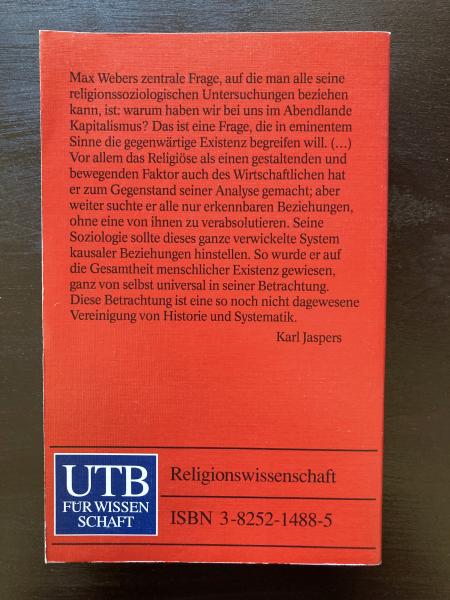 Max Webers zentrale Frage, auf die man alle seine
religionssoziologischen Untersuchungen beziehen
kann, ist: warum haben wir bei uns im Abendlande
Kapitalismus? Das ist eine Frage, die in eminentem
Sinne die gegenwärtige Existenz begreifen will. (...)
Vor allem das Religiöse als einen gestaltenden und
bewegenden Faktor auch des Wirtschaftlichen hat
er zum Gegenstand seiner Analyse gemacht; aber
weiter suchte er alle nur erkennbaren Beziehungen,
ohne eine von ihnen zu verabsolutieren. Seine
Soziologie sollte dieses ganze verwickelte System
kausaler Beziehungen hinstellen. So wurde er auf
die Gesamtheit menschlicher Existenz gewiesen,
ganz von selbst universal in seiner Betrachtung.
Diese Betrachtung ist eine so noch nicht dagewesene
Vereinigung von Historie und Systematik.
Karl Jaspers
UTB
FÜR WISSEN
SCHAFT
Religionswissenschaft
ISBN 3-8252-1488-5